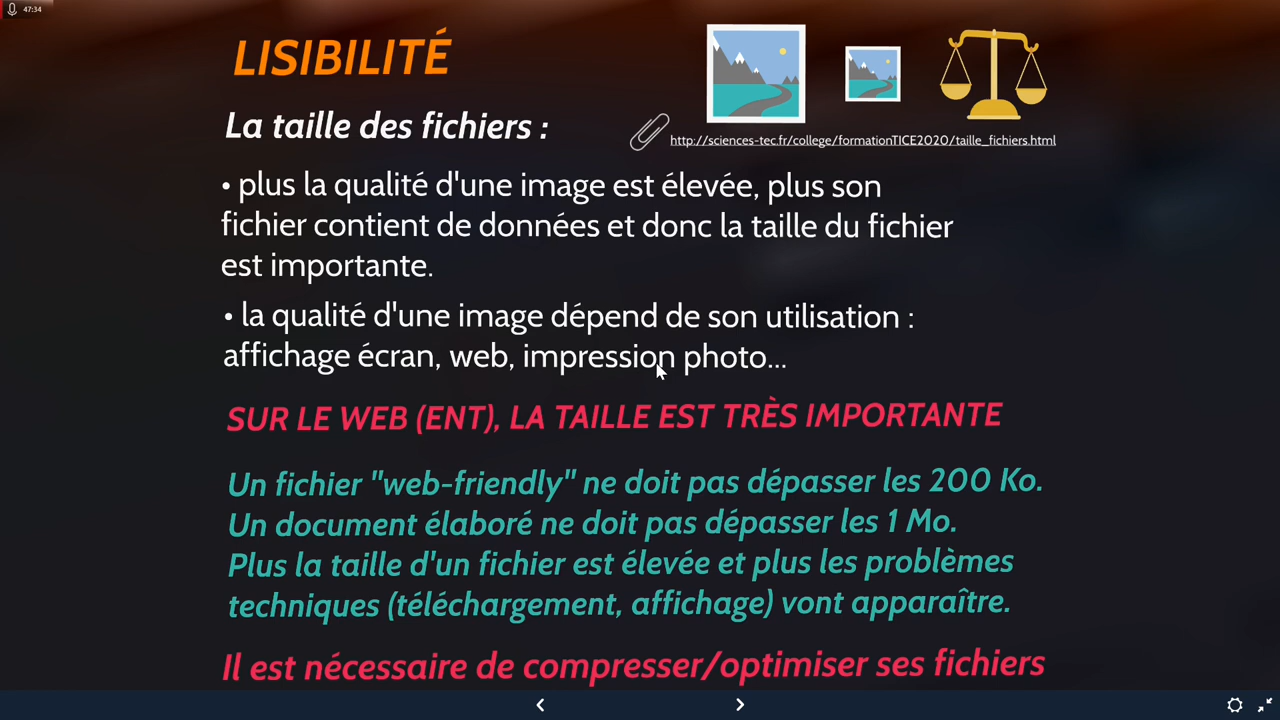 47:34
LISIBILITÉ
La taille des fichiers :
http://sciences-tec.fr/college/formationTICE2020/taille_fichiers.html
• plus la qualité d'une image est élevée, plus son
fichier contient de données et donc la taille du fichier
est importante.
• la qualité d'une image dépend de son utilisation :
affichage écran, web, impression photo...
SUR LE WEB (ENT), LA TAILLE EST TRÈS IMPORTANTE
Un fichier "web-friendly" ne doit pas dépasser les 200 Ko.
Un document élaboré ne doit pas dépasser les 1 Mo.
Plus la taille d'un fichier est élevée et plus les problèmes
techniques (téléchargement, affichage) vont apparaître.
Il est nécessaire de compresser/optimiser ses fichiers